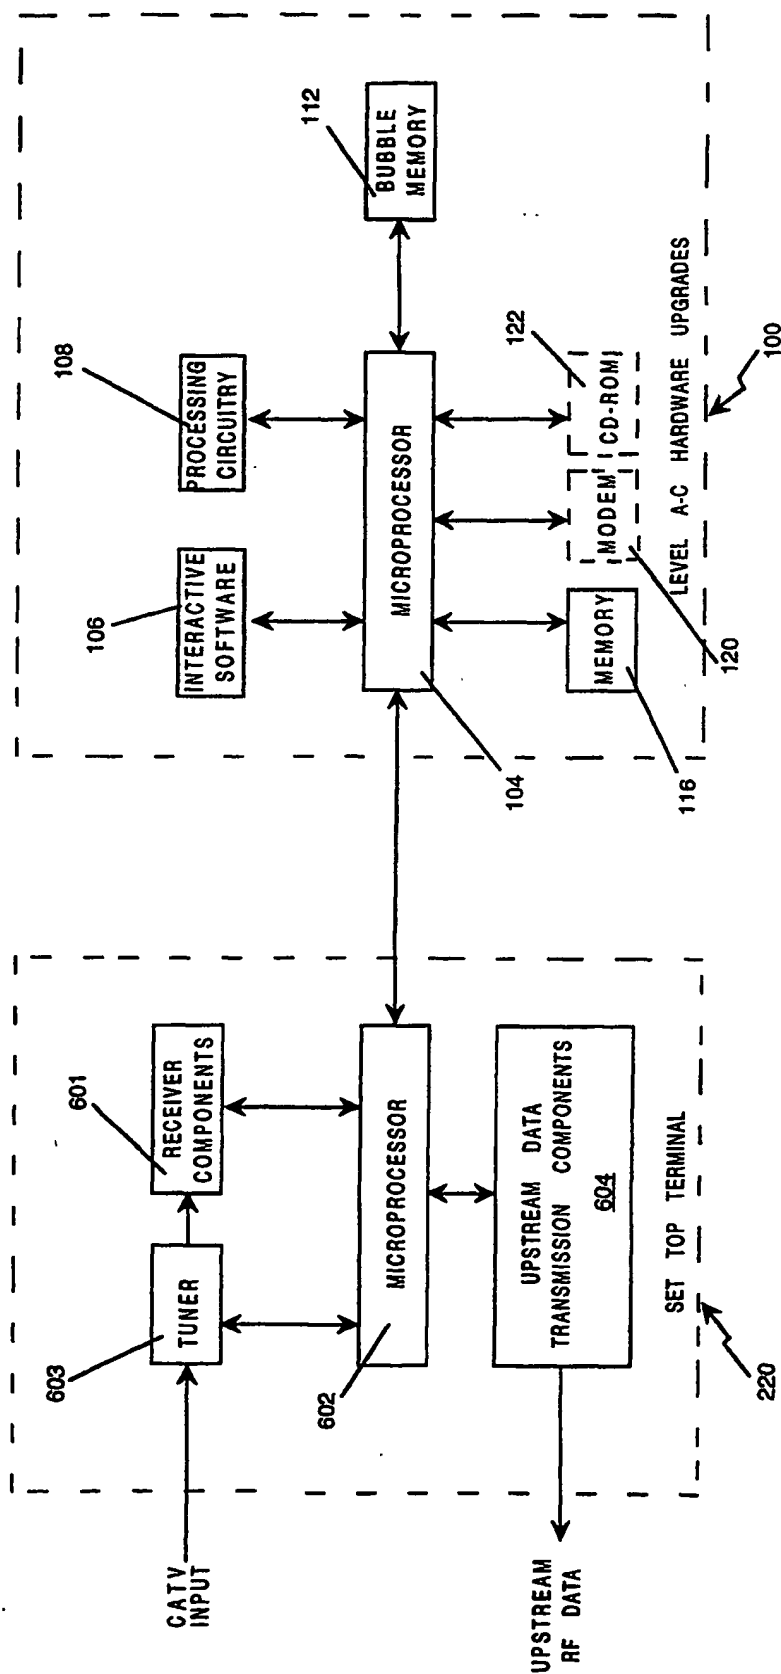 CATV
INPUT
603
TUNER
601
RECEIVER
COMPONENTS
602
MICROPROCESSOR
UPSTREAM DATA
TRANSMISSION COMPONENTS
604
UPSTREAM
RF DATA
SET TOP TERMINAL
220
106
INTERACTIVE
SOFTWARE
108
PROCESSING
CIRCUITRY
104
MICROPROCESSOR
112
BUBBLE
MEMORY
116
MEMORY
120
MODEM
122
CD-ROM
LEVEL A-C HARDWARE UPGRADES
100